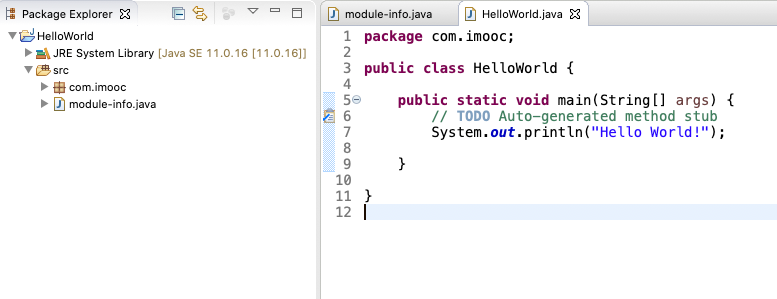 Package Explorer
HelloWorld
JRE System Library [Java SE 11.0.16 [11.0.16]]
src
com.imooc
module-info.java
module-info.java
HelloWorld.java
1 package com.imooc;
2
3 public class HelloWorld {
4
5 public static void main(String[] args) {
6 // TODO Auto-generated method stub
7 System.out.println("Hello World!");
8
9 }
10
11 }
12